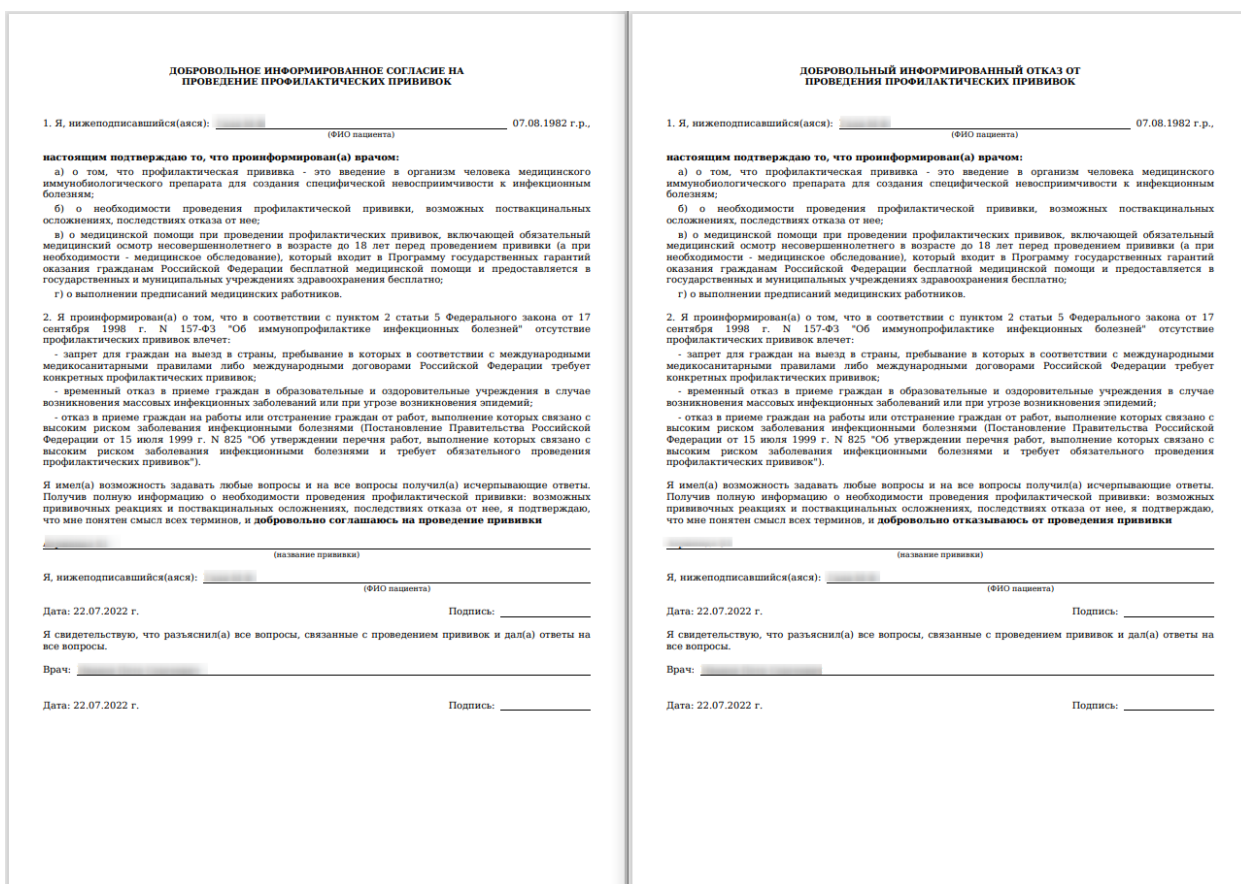 ДОБРОВОЛЬНОЕ ИНФОРМИРОВАННОЕ СОГЛАСИЕ НА
ПРОВЕДЕНИЕ ПРОФИЛАКТИЧЕСКИХ ПРИВИВОК
1. Я, нижеподписавшийся(аяся): 07.08.1982 г.р.,
(ФИО пациента)
настоящим подтверждаю то, что проинформирован(а) врачом:
а) о том, что профилактическая прививка - это введение в организм человека медицинского
иммунобиологического препарата для создания специфической невосприимчивости к инфекционным
болезням;
б) о необходимости проведения профилактической прививки, возможных поствакцинальных
осложнениях, последствиях отказа от нее;
в) о медицинской помощи при проведении профилактических прививок, включающей обязательный
медицинский осмотр несовершеннолетнего в возрасте до 18 лет перед проведением прививки (а при
необходимости - медицинское обследование), который входит в Программу государственных гарантий
оказания гражданам Российской Федерации бесплатной медицинской помощи и предоставляется в
государственных и муниципальных учреждениях здравоохранения бесплатно;
г) о выполнении предписаний медицинских работников.
2. Я проинформирован(а) о том, что в соответствии с пунктом 2 статьи 5 Федерального закона от 17
сентября 1998 г. N 157-ФЗ "Об иммунопрофилактике инфекционных болезней" отсутствие
профилактических прививок влечет:
- запрет для граждан на выезд в страны, пребывание в которых в соответствии с международными
медикосанитарными правилами либо международными договорами Российской Федерации требует
конкретных профилактических прививок;
- временный отказ в приеме граждан в образовательные и оздоровительные учреждения в случае
возникновения массовых инфекционных заболеваний или при угрозе возникновения эпидемий;
- отказ в приеме граждан на работы или отстранение граждан от работ, выполнение которых связано с
высоким риском заболевания инфекционными болезнями (Постановление Правительства Российской
Федерации от 15 июля 1999 г. N 825 "Об утверждении перечня работ, выполнение которых связано с
высоким риском заболевания инфекционными болезнями и требует обязательного проведения
профилактических прививок").
Я имел(а) возможность задавать любые вопросы и на все вопросы получил(а) исчерпывающие ответы.
Получив полную информацию о необходимости проведения профилактической прививки: возможных
прививочных реакциях и поствакцинальных осложнениях, последствиях отказа от нее, я подтверждаю,
что мне понятен смысл всех терминов, и добровольно соглашаюсь на проведение прививки
(название прививки)
Я, нижеподписавшийся(аяся):
(ФИО пациента)
Дата: 22.07.2022 г. Подпись:
Я свидетельствую, что разъяснил(а) все вопросы, связанные с проведением прививок и дал(а) ответы на
все вопросы.
Врач:
Дата: 22.07.2022 г. Подпись:
ДОБРОВОЛЬНЫЙ ИНФОРМИРОВАННЫЙ ОТКАЗ ОТ
ПРОВЕДЕНИЯ ПРОФИЛАКТИЧЕСКИХ ПРИВИВОК
1. Я, нижеподписавшийся(аяся): 07.08.1982 г.р.,
(ФИО пациента)
настоящим подтверждаю то, что проинформирован(а) врачом:
а) о том, что профилактическая прививка - это введение в организм человека медицинского
иммунобиологического препарата для создания специфической невосприимчивости к инфекционным
болезням;
б) о необходимости проведения профилактической прививки, возможных поствакцинальных
осложнениях, последствиях отказа от нее;
в) о медицинской помощи при проведении профилактических прививок, включающей обязательный
медицинский осмотр несовершеннолетнего в возрасте до 18 лет перед проведением прививки (а при
необходимости - медицинское обследование), который входит в Программу государственных гарантий
оказания гражданам Российской Федерации бесплатной медицинской помощи и предоставляется в
государственных и муниципальных учреждениях здравоохранения бесплатно;
г) о выполнении предписаний медицинских работников.
2. Я проинформирован(а) о том, что в соответствии с пунктом 2 статьи 5 Федерального закона от 17
сентября 1998 г. N 157-ФЗ "Об иммунопрофилактике инфекционных болезней" отсутствие
профилактических прививок влечет:
- запрет для граждан на выезд в страны, пребывание в которых в соответствии с международными
медикосанитарными правилами либо международными договорами Российской Федерации требует
конкретных профилактических прививок;
- временный отказ в приеме граждан в образовательные и оздоровительные учреждения в случае
возникновения массовых инфекционных заболеваний или при угрозе возникновения эпидемий;
- отказ в приеме граждан на работы или отстранение граждан от работ, выполнение которых связано с
высоким риском заболевания инфекционными болезнями (Постановление Правительства Российской
Федерации от 15 июля 1999 г. N 825 "Об утверждении перечня работ, выполнение которых связано с
высоким риском заболевания инфекционными болезнями и требует обязательного проведения
профилактических прививок").
Я имел(а) возможность задавать любые вопросы и на все вопросы получил(а) исчерпывающие ответы.
Получив полную информацию о необходимости проведения профилактической прививки: возможных
прививочных реакциях и поствакцинальных осложнениях, последствиях отказа от нее, я подтверждаю,
что мне понятен смысл всех терминов, и добровольно отказываюсь от проведения прививки
(название прививки)
Я, нижеподписавшийся(аяся):
(ФИО пациента)
Дата: 22.07.2022 г. Подпись:
Я свидетельствую, что разъяснил(а) все вопросы, связанные с проведением прививок и дал(а) ответы на
все вопросы.
Врач:
Дата: 22.07.2022 г. Подпись: